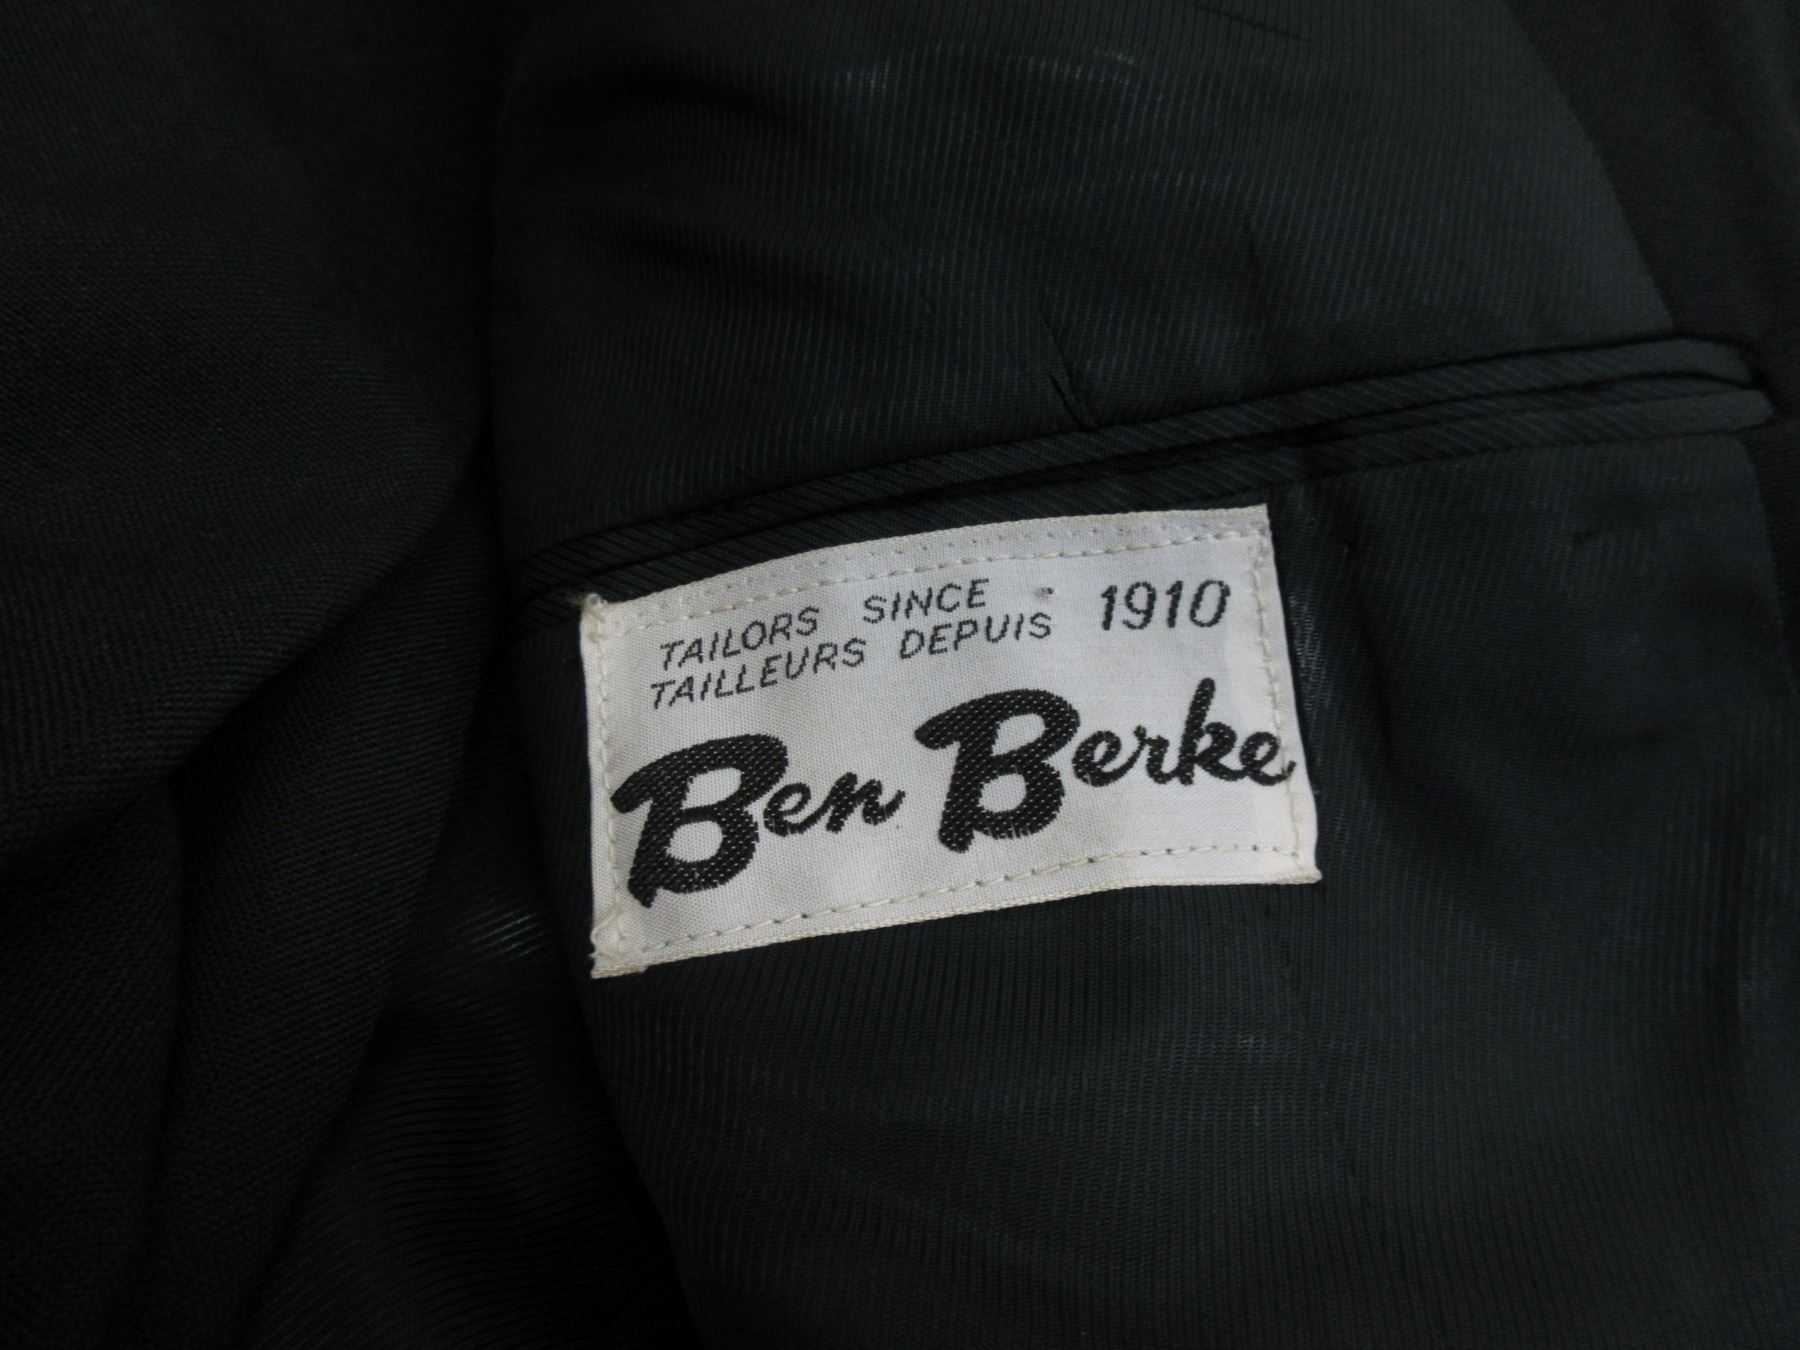 TAILORS SINCE 1910
TAILLEURS DEPUIS
Ben Berke